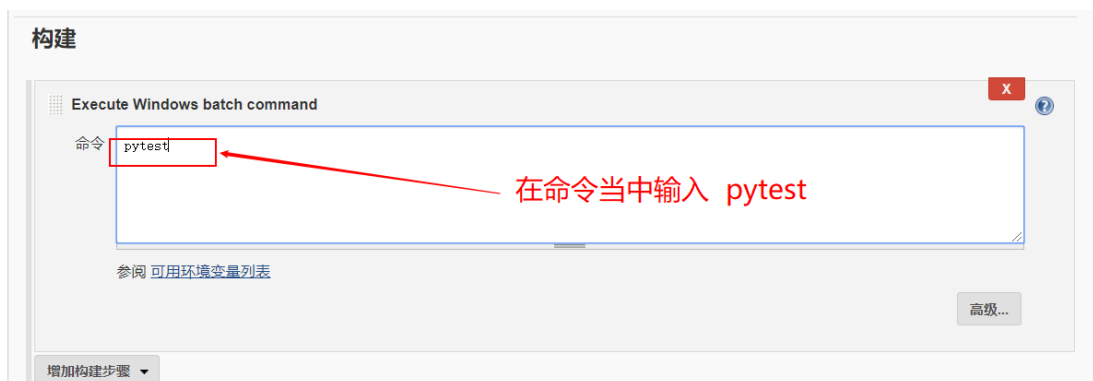 构建
Execute Windows batch command
X
命令
pytest
在命令当中输入 pytest
参阅 可用环境变量列表
高级...
增加构建步骤